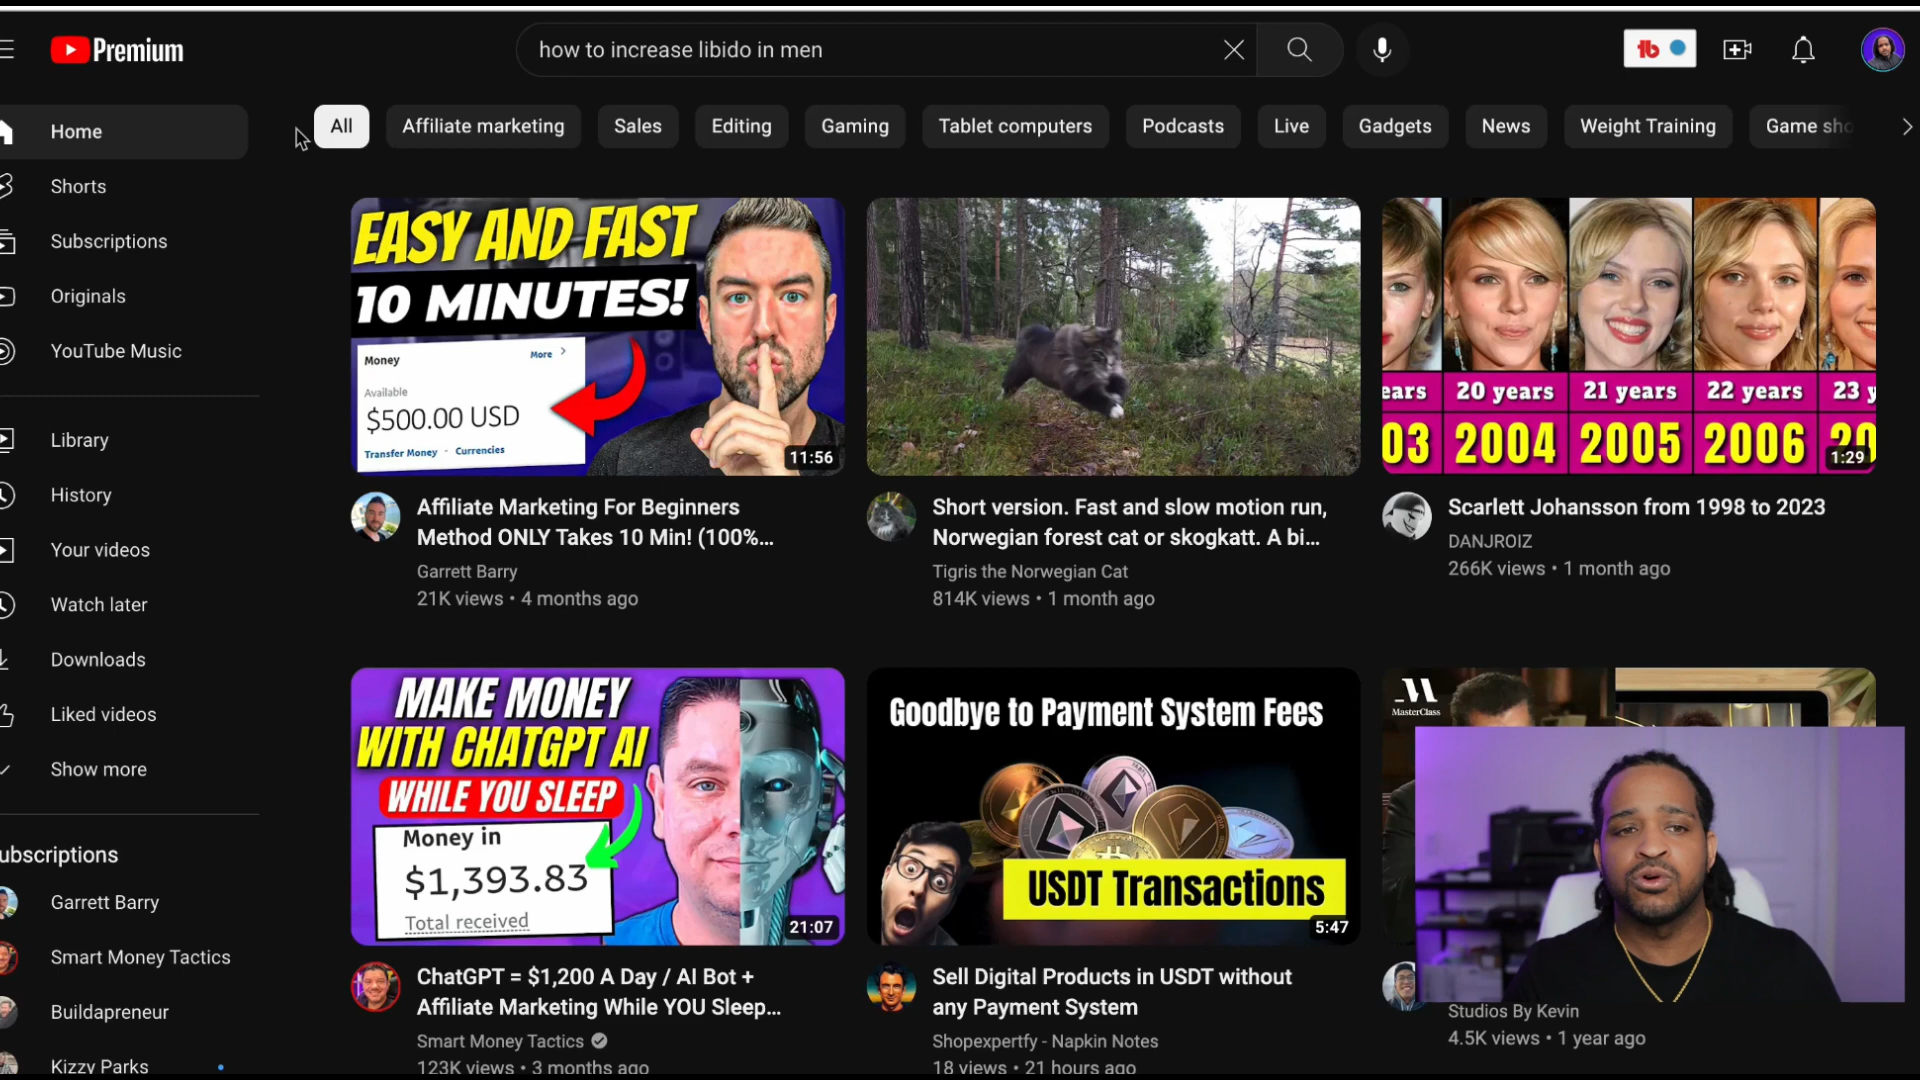 Premium
how to increase libido in men
Home
All
Affiliate marketing
Sales
Editing
Gaming
Tablet computers
Podcasts
Live
Gadgets
News
Weight Training
Game sho
Shorts
Subscriptions
Originals
YouTube Music
Library
History
Your videos
Watch later
Downloads
Liked videos
Show more
ubscriptions
Garrett Barry
Smart Money Tactics
Buildapreneur
Kizzy Parks
EASY AND FAST
10 MINUTES!
Money
More
Available
$500.00 USD
Transfer Money
Currencies
11:56
Affiliate Marketing For Beginners
Method ONLY Takes 10 Min! (100%...
Garrett Barry
21K views • 4 months ago
Short version. Fast and slow motion run,
Norwegian forest cat or skogkatt. A bi...
Tigris the Norwegian Cat
814K views • 1 month ago
ears 20 years 21 years 22 years 23 y
03 2004 2005 2006 20
1:29
Scarlett Johansson from 1998 to 2023
DANJROIZ
266K views • 1 month ago
MAKE MONEY
WITH CHATGPT AI
WHILE YOU SLEEP
Money in
$1,393.83
Total received
21:07
ChatGPT = $1,200 A Day / AI Bot +
Affiliate Marketing While YOU Sleep...
Smart Money Tactics
123K views • 3 months ago
Goodbye to Payment System Fees
USDT Transactions
5:47
Sell Digital Products in USDT without
any Payment System
Shopexpertfy - Napkin Notes
18 views • 21 hours ago
MasterClass
Studios By Kevin
4.5K views • 1 year ago